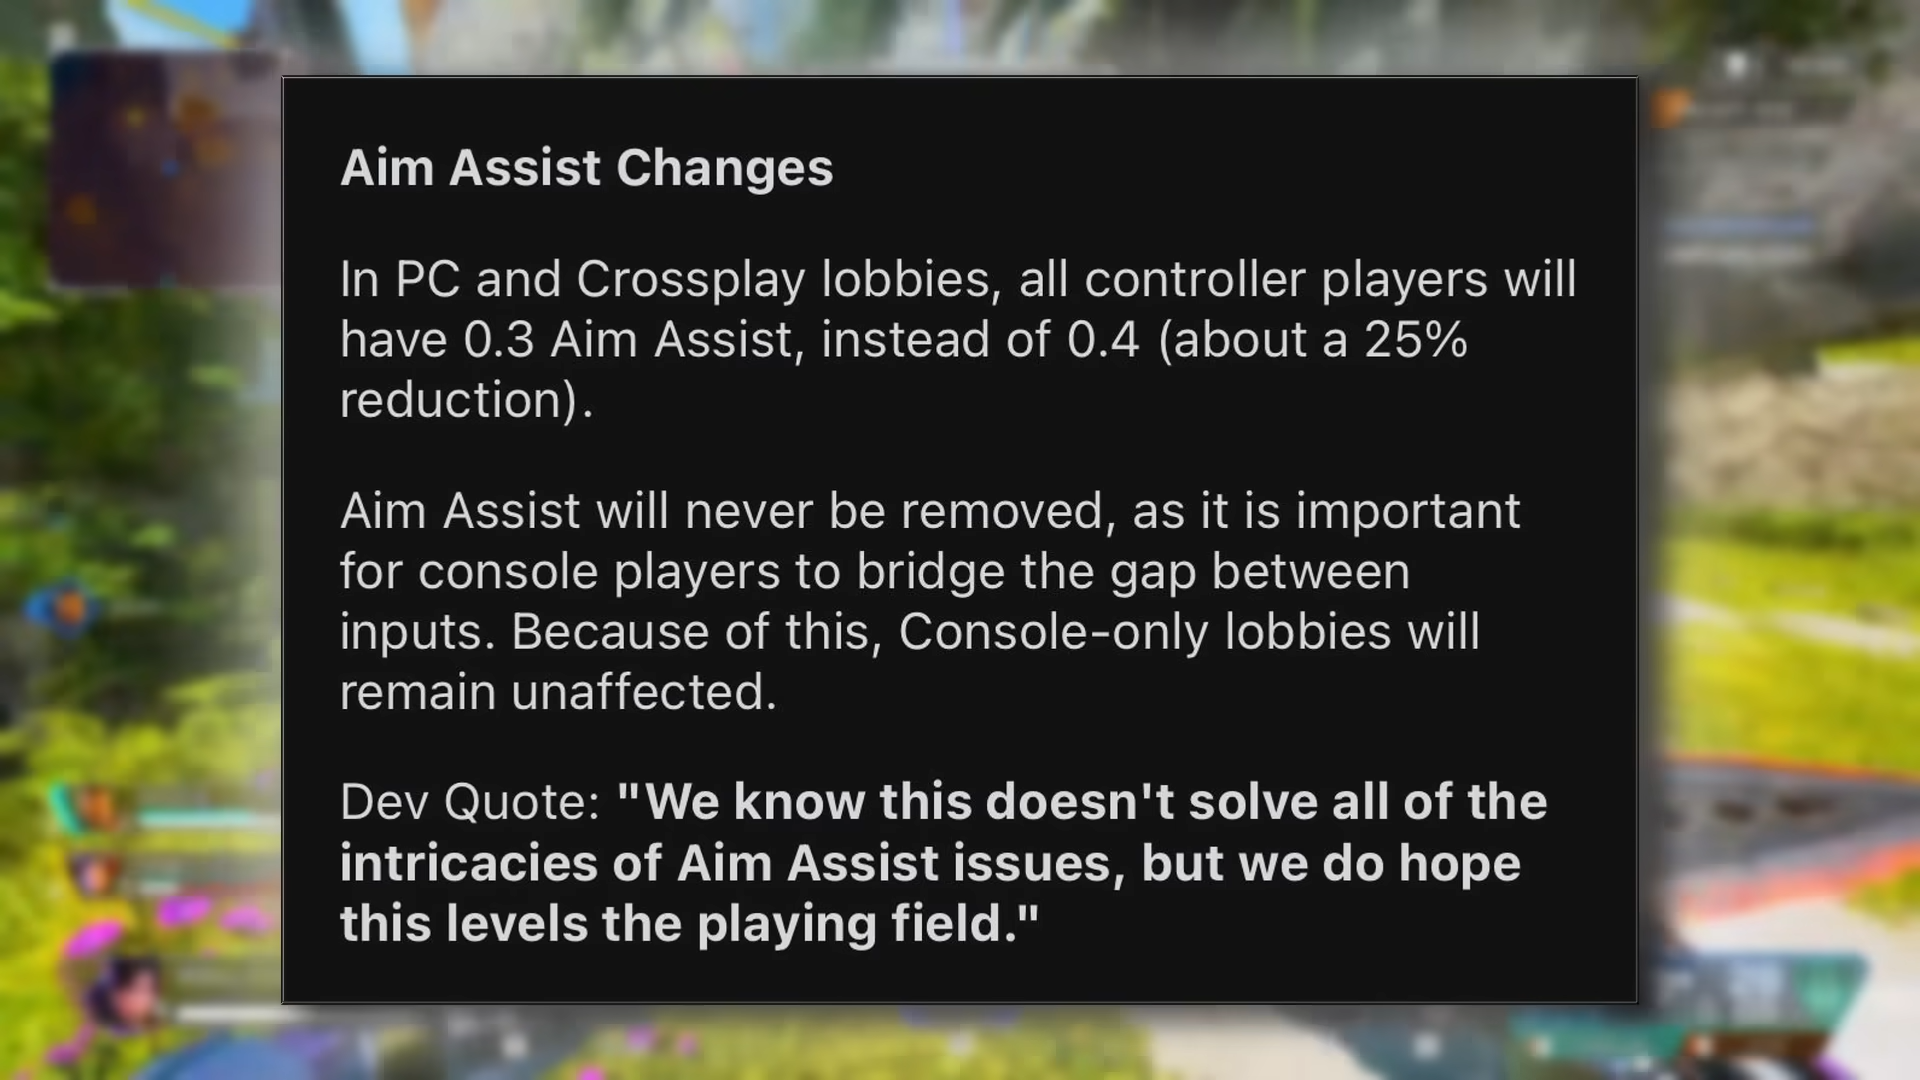 Aim Assist Changes
In PC and Crossplay lobbies, all controller players will
have 0.3 Aim Assist, instead of 0.4 (about a 25%
reduction).
Aim Assist will never be removed, as it is important
for console players to bridge the gap between
inputs. Because of this, Console-only lobbies will
remain unaffected.
Dev Quote: "We know this doesn't solve all of the
intricacies of Aim Assist issues, but we do hope
this levels the playing field."